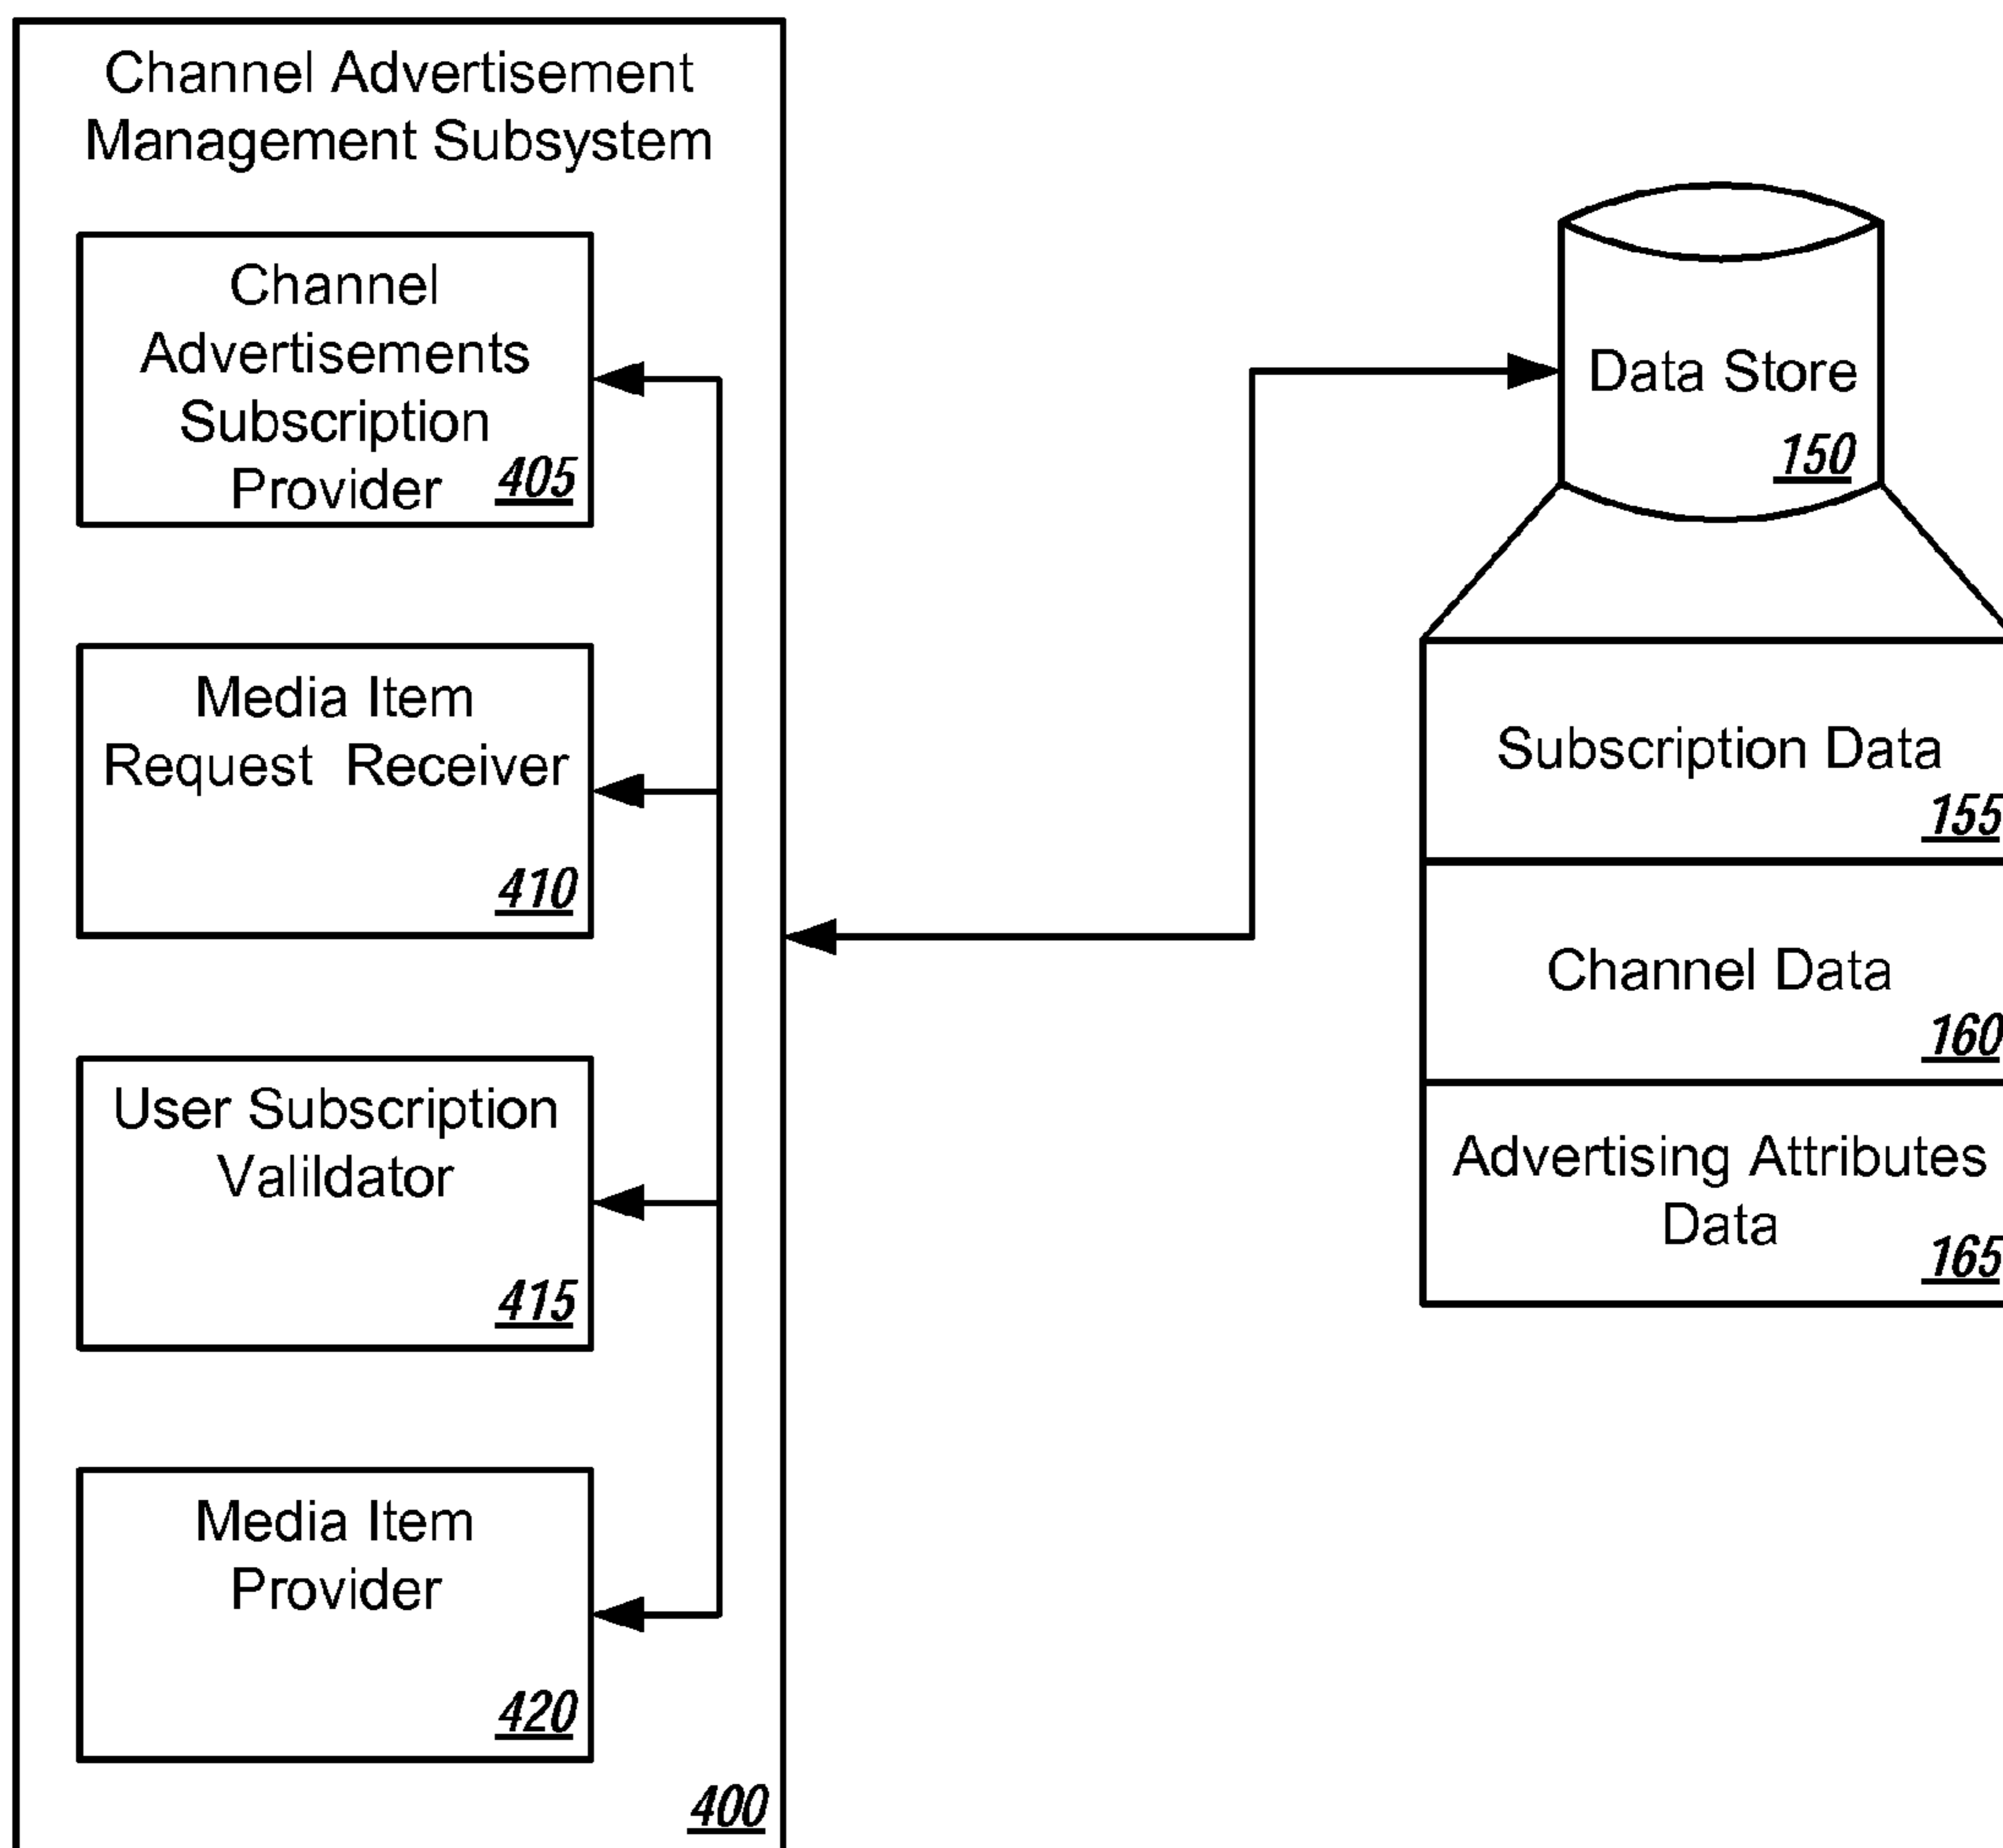 Channel Advertisement
Management Subsystem
Channel
Advertisements
Subscription
Provider
405
Media Item
Request Receiver
410
User Subscription
Valildator
415
Media Item
Provider
420
400
Data Store
150
Subscription Data
155
Channel Data
160
Advertising Attributes
Data
165